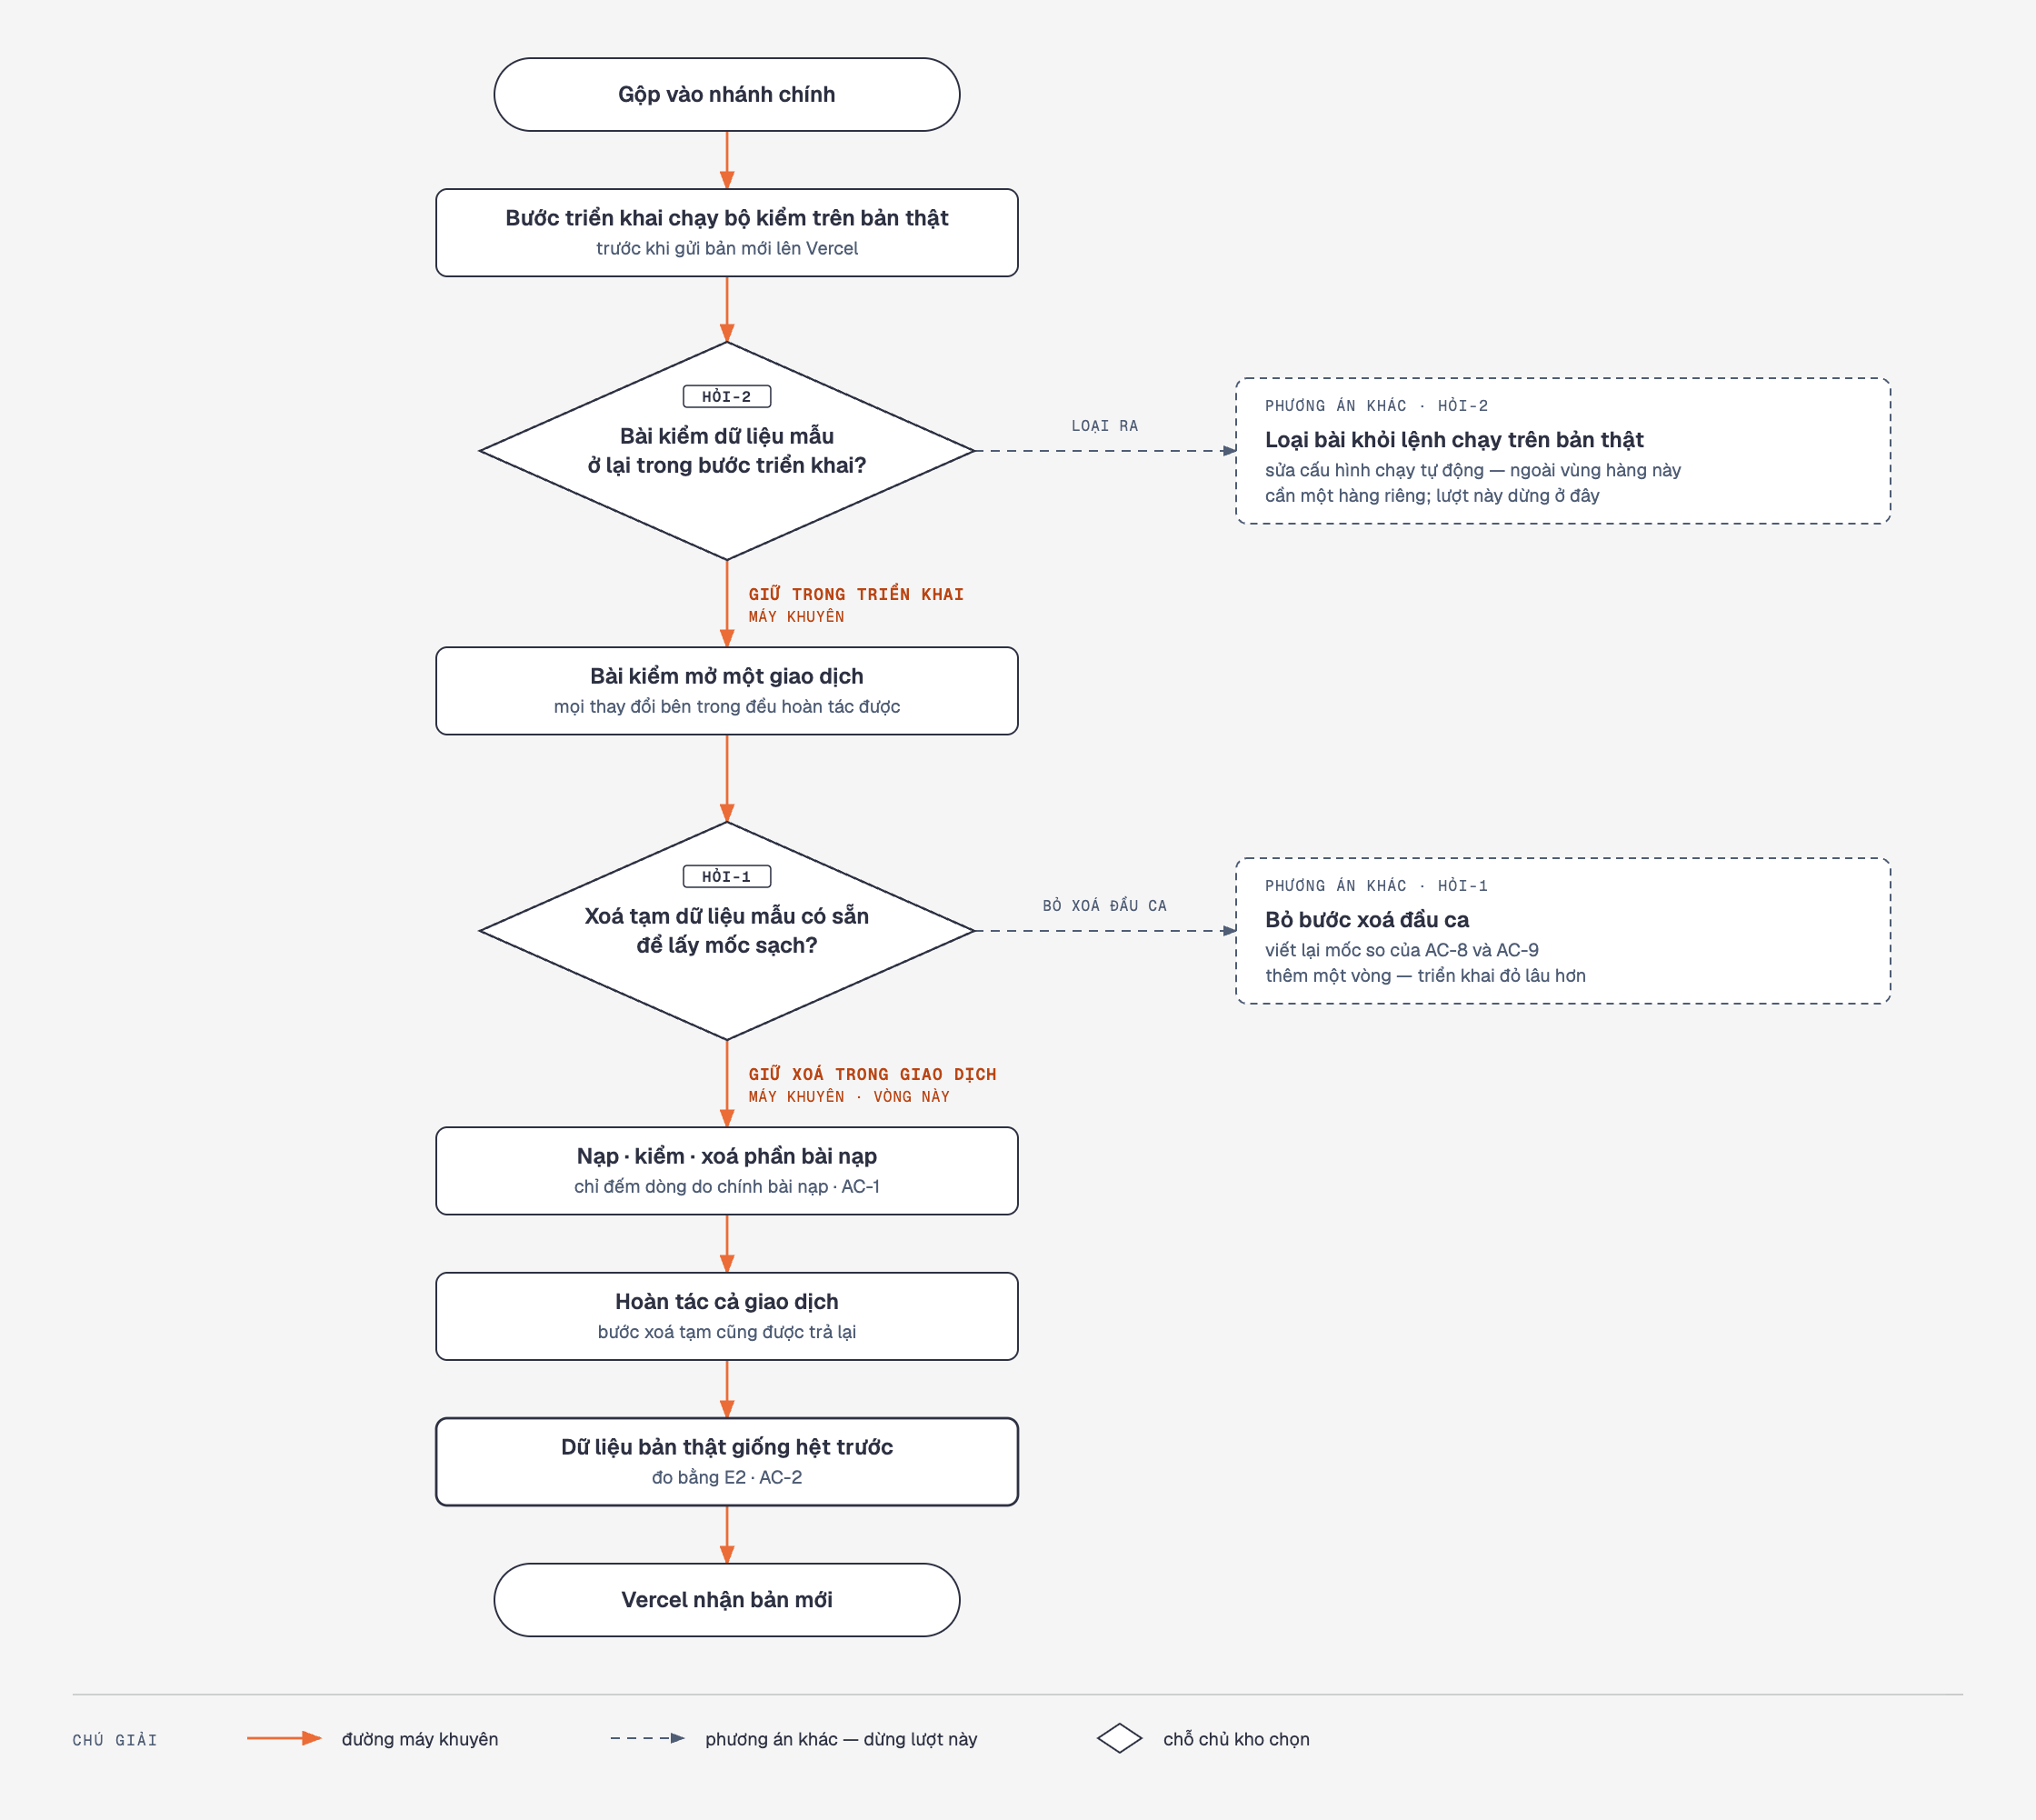 Gộp vào nhánh chính
Bước triển khai chạy bộ kiểm trên bản thật
trước khi gửi bản mới lên Vercel
HỎI-2
Bài kiểm dữ liệu mẫu
ở lại trong bước triển khai?
LOẠI RA
PHƯƠNG ÁN KHÁC · HỎI-2
Loại bài khỏi lệnh chạy trên bản thật
sửa cấu hình chạy tự động — ngoài vùng hàng này
cần một hàng riêng; lượt này dừng ở đây
GIỮ TRONG TRIỂN KHAI
MÁY KHUYÊN
Bài kiểm mở một giao dịch
mọi thay đổi bên trong đều hoàn tác được
HỎI-1
Xoá tạm dữ liệu mẫu có sẵn
để lấy mốc sạch?
BỎ XOÁ ĐẦU CA
PHƯƠNG ÁN KHÁC · HỎI-1
Bỏ bước xoá đầu ca
viết lại mốc so của AC-8 và AC-9
thêm một vòng — triển khai đỏ lâu hơn
GIỮ XOÁ TRONG GIAO DỊCH
MÁY KHUYÊN · VÒNG NÀY
Nạp · kiểm · xoá phần bài nạp
chỉ đếm dòng do chính bài nạp · AC-1
Hoàn tác cả giao dịch
bước xoá tạm cũng được trả lại
Dữ liệu bản thật giống hệt trước
đo bằng E2 · AC-2
Vercel nhận bản mới
CHÚ GIẢI
đường máy khuyên
phương án khác — dừng lượt này
chỗ chủ kho chọn